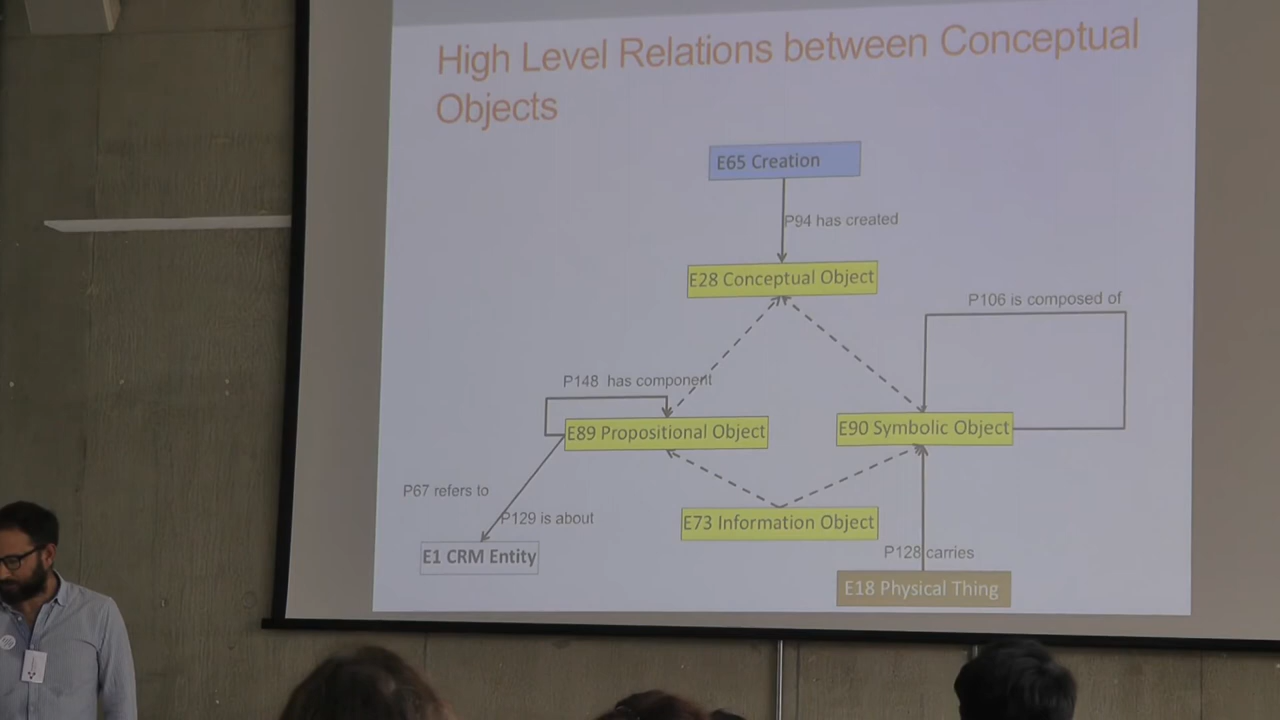 High Level Relations between Conceptual
Objects
E65 Creation
P94 has created
E28 Conceptual Object
P106 is composed of
P148 has component
E89 Propositional Object
E90 Symbolic Object
P67 refers to
P129 is about
E73 Information Object
E1 CRM Entity
P128 carries
E18 Physical Thing